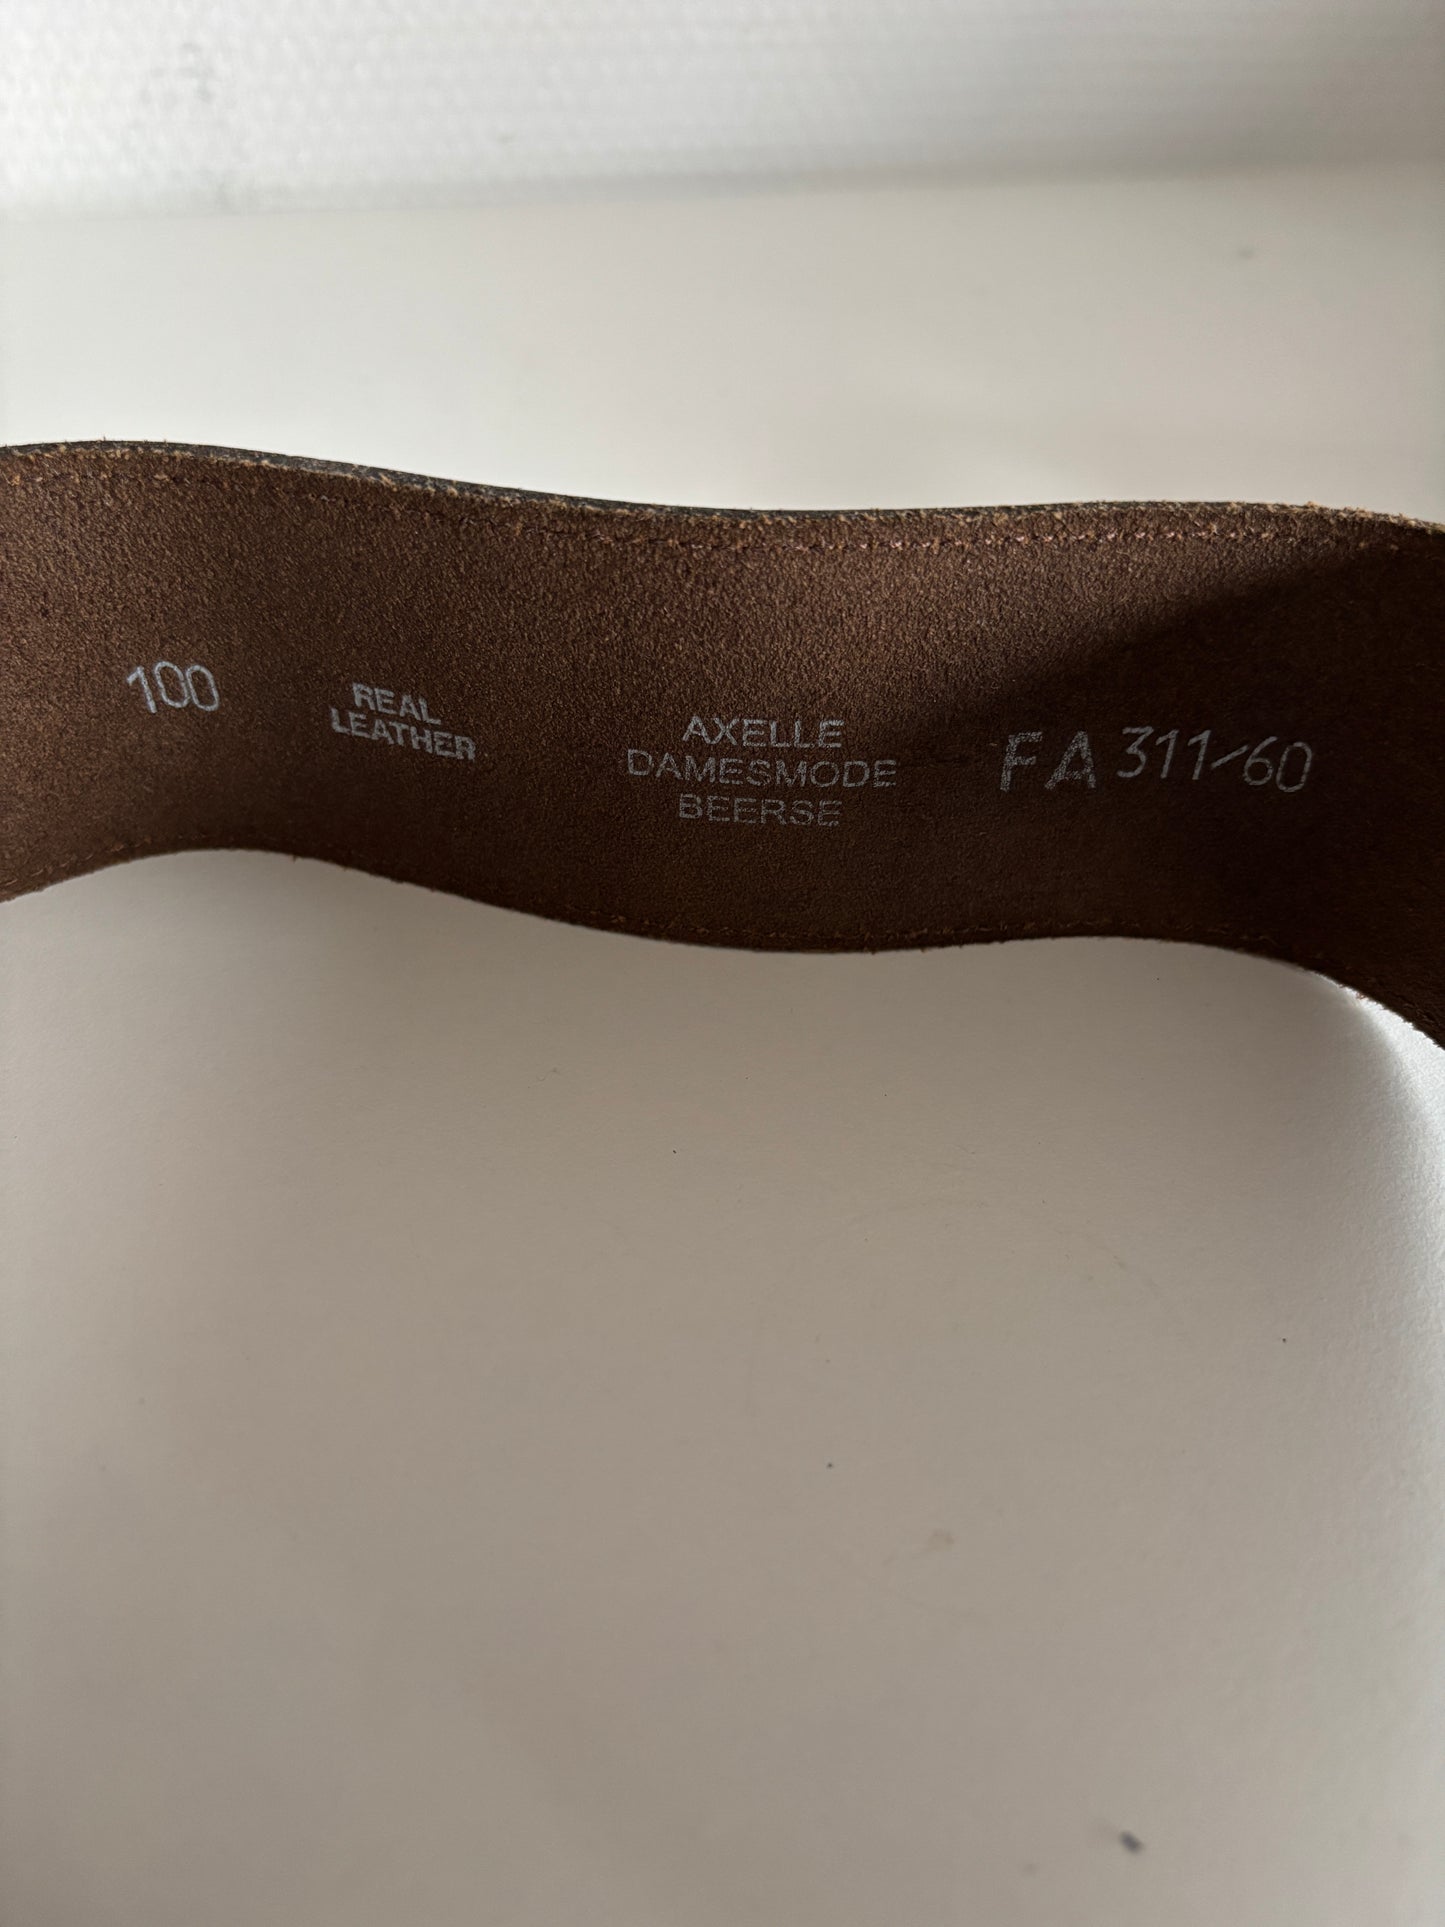 100
REAL
LEATHER
AXELLE
DAMESMODE
BEERSE
FA 311/60